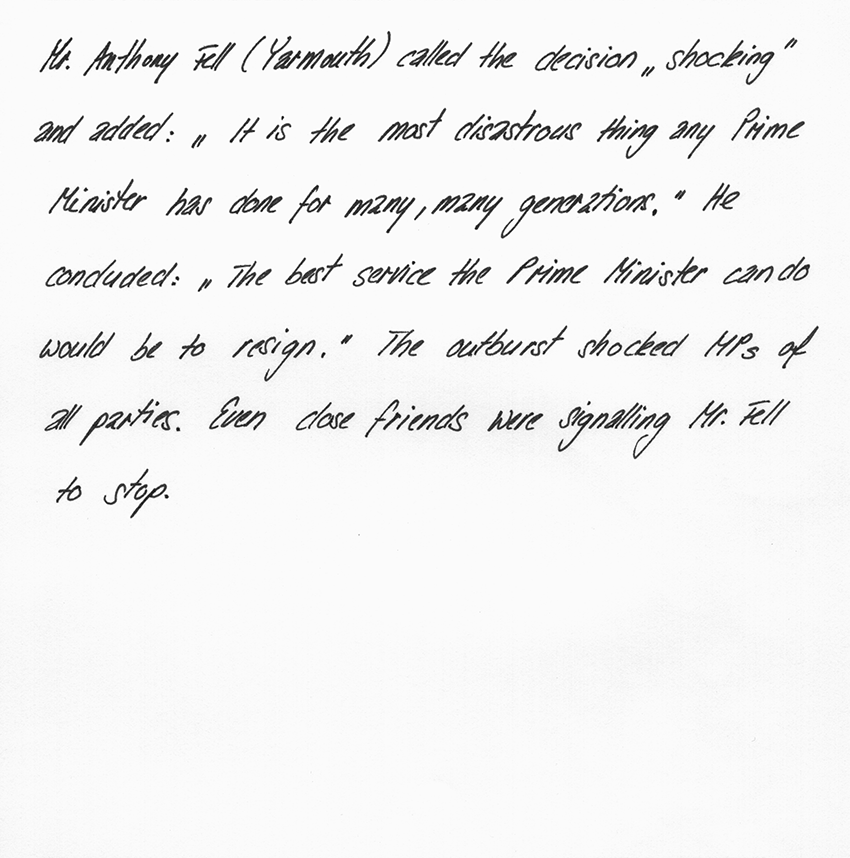 Mr. Anthony Fell (Yarmouth) called the decision „shocking"
and added: „It is the most disastrous thing any Prime
Minister has done for many, many generations." He
concluded: „The best service the Prime Minister can do
would be to resign." The outburst shocked MPs of
all parties. Even close friends were signalling Mr. Fell
to stop.